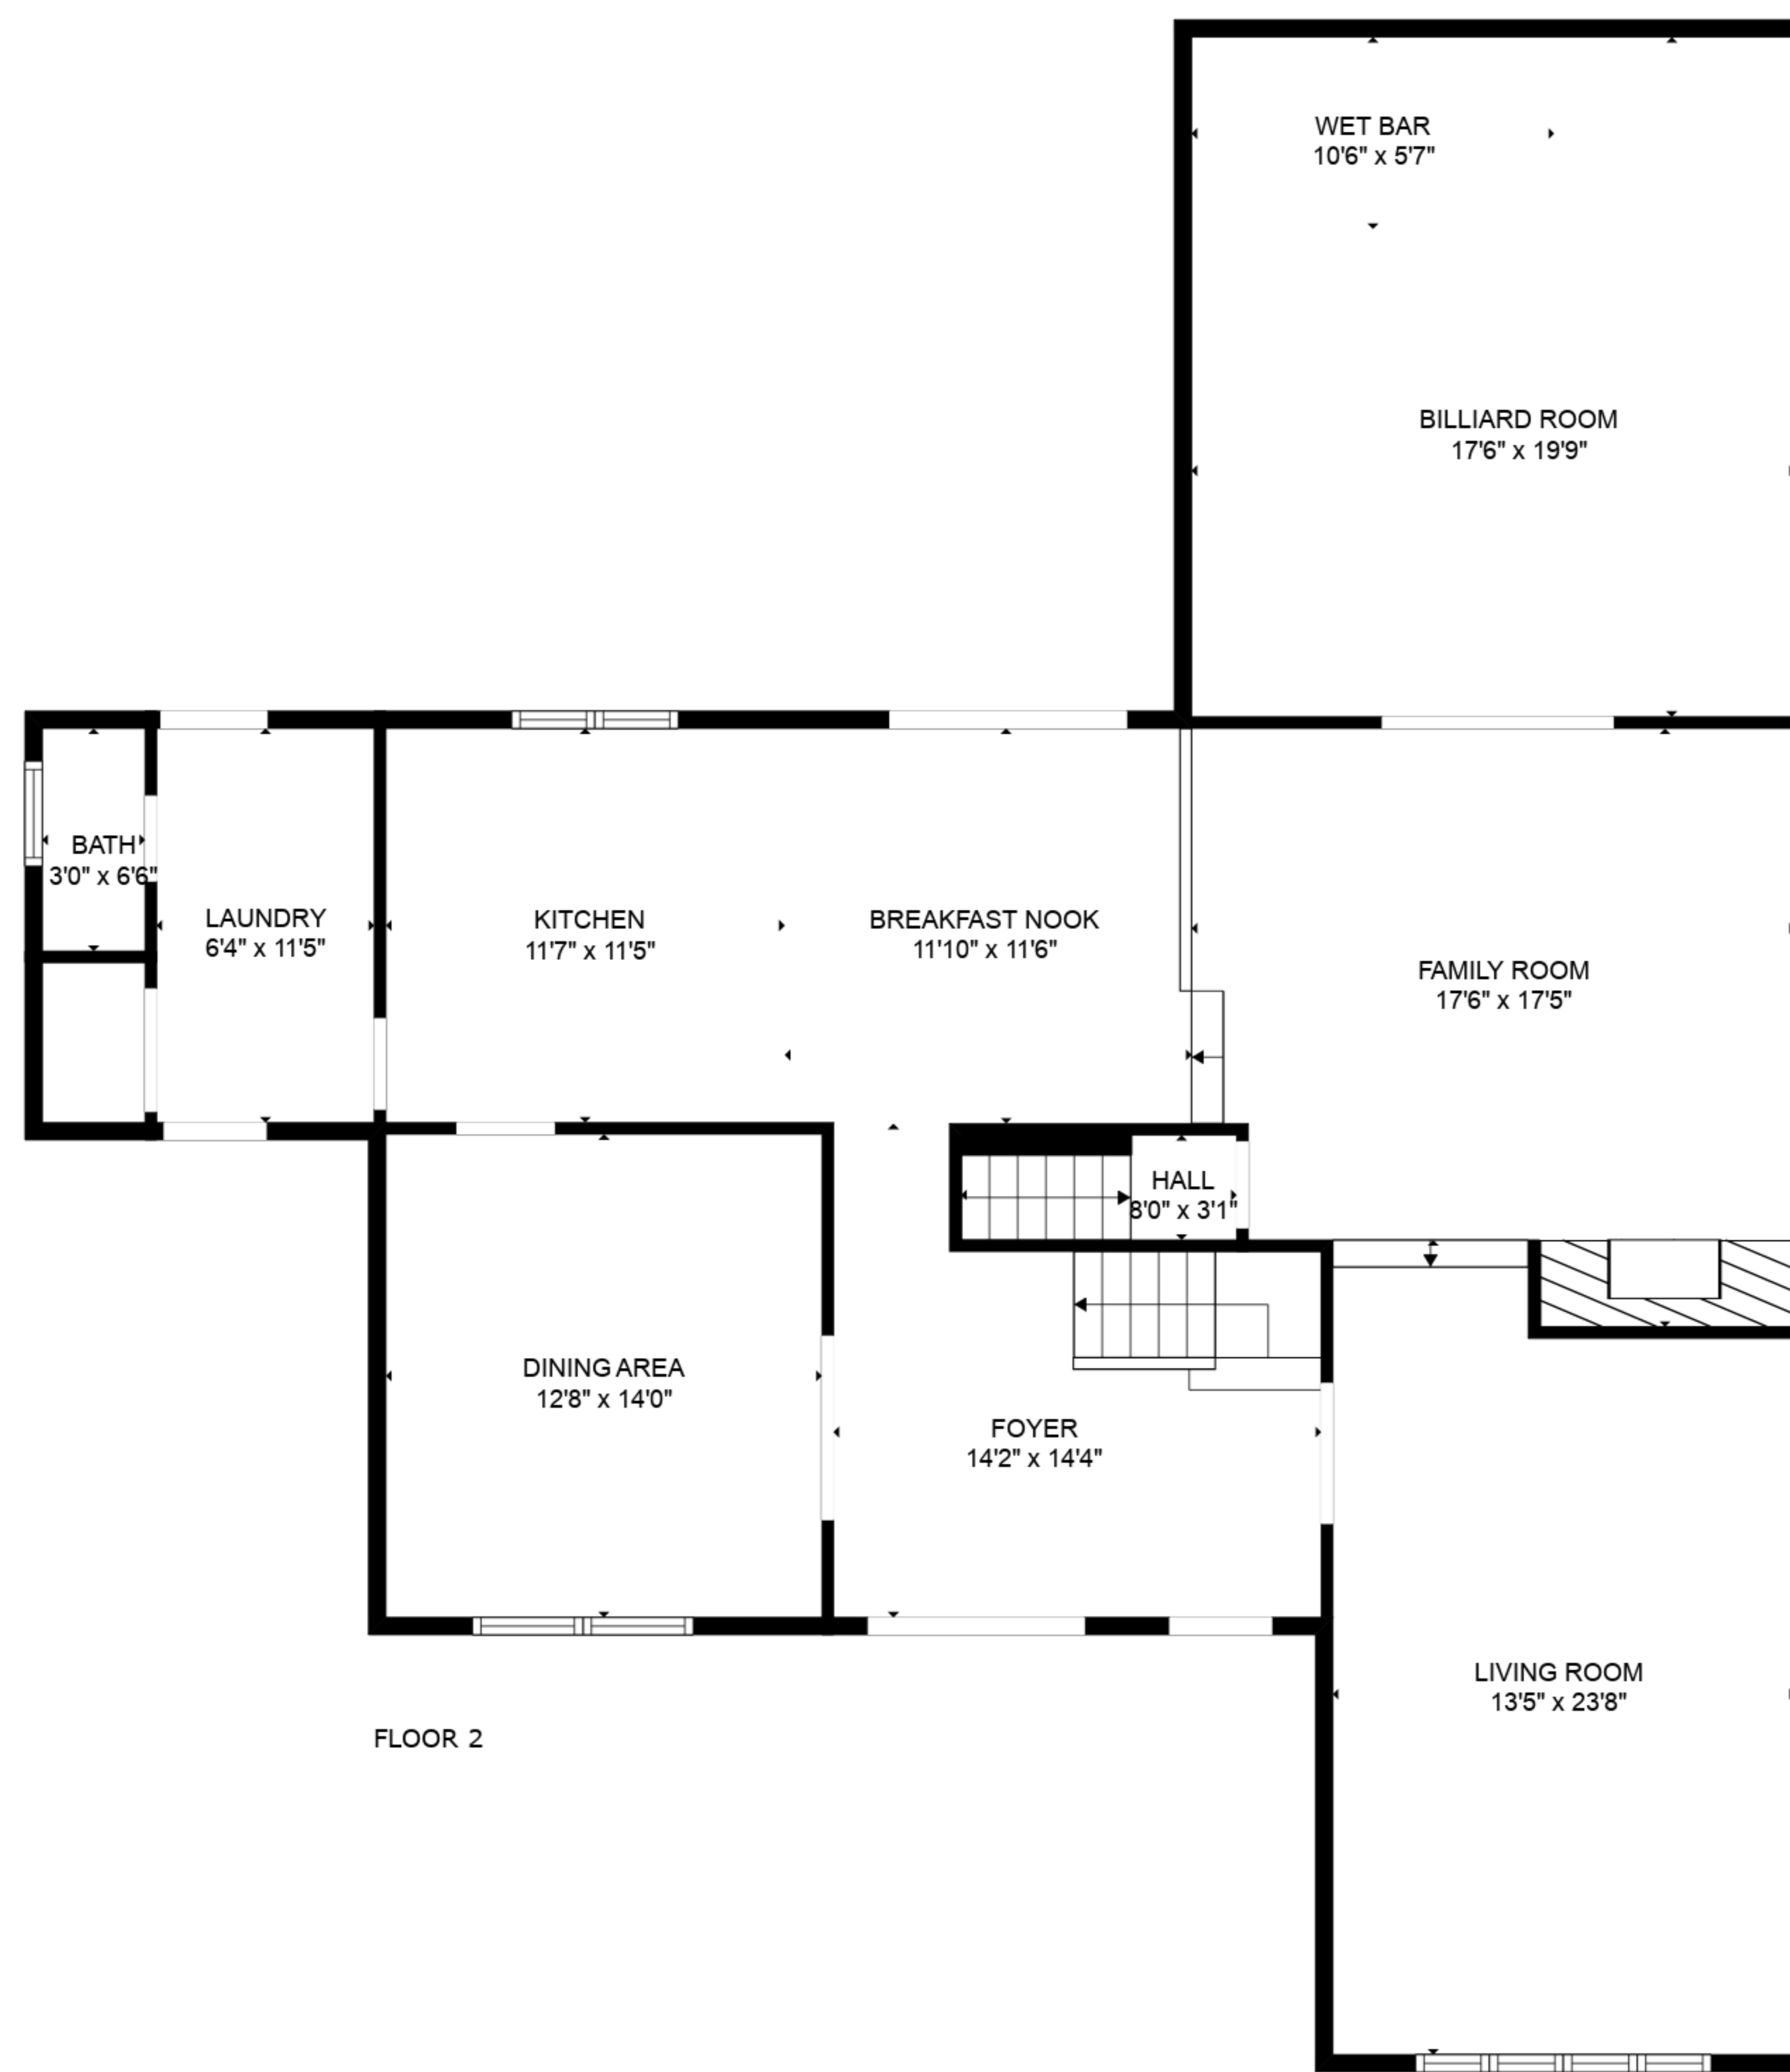 WET BAR
10'6" x 5'7"
BILLIARD ROOM
17'6" x 19'9"
BATH
3'0" x 6'6"
LAUNDRY
6'4" x 11'5"
KITCHEN
11'7" x 11'5"
BREAKFAST NOOK
11'10" x 11'6"
FAMILY ROOM
17'6" x 17'5"
HALL
8'0" x 3'1"
DINING AREA
12'8" x 14'0"
FOYER
14'2" x 14'4"
LIVING ROOM
13'5" x 23'8"
FLOOR 2